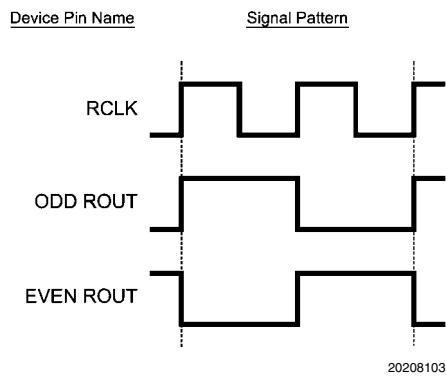 Device Pin Name
Signal Pattern
RCLK
ODD ROUT
EVEN ROUT
20208103